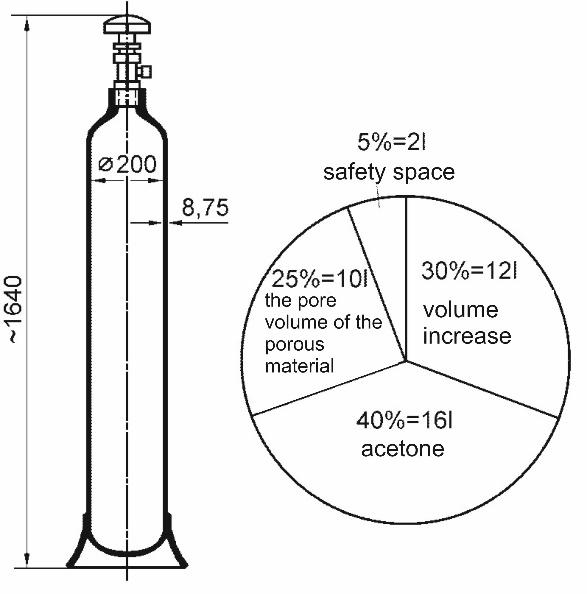 ~1640
⌀200
8,75
5%=2l
safety space
30%=12l
volume
increase
25%=10l
the pore
volume of the
porous
material
40%=16l
acetone